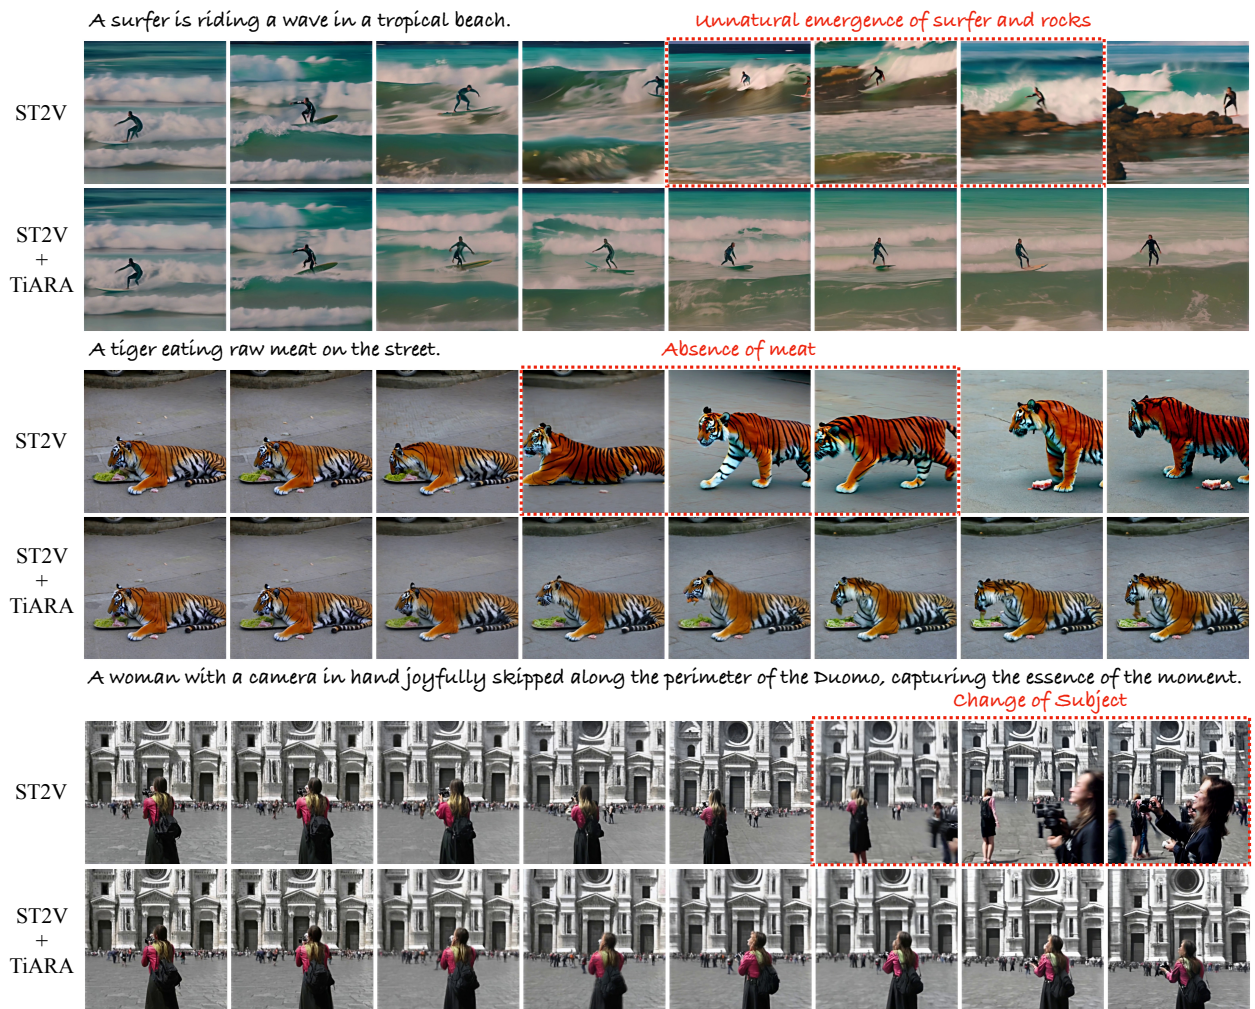 A surfer is riding a wave in a tropical beach.
Unnatural emergence of surfer and rocks
ST2V
ST2V
+
TiARA
A tiger eating raw meat on the street.
Absence of meat
ST2V
ST2V
+
TiARA
A woman with a camera in hand joyfully skipped along the perimeter of the Duomo, capturing the essence of the moment.
Change of Subject
ST2V
ST2V
+
TiARA